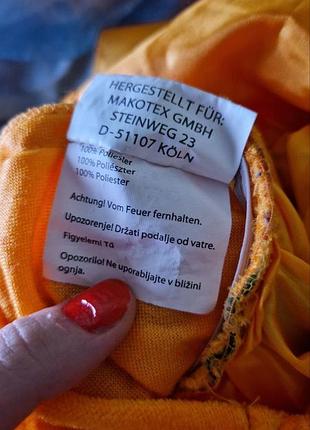 HERGESTELLT FÜR:
MAKOTEX GMBH
STEINWEG 23
D-51107 KÖLN
100% Polyester
100% Poliészter
100% Poliester
Achtung! Vom Feuer fernhalten.
Upozorenje! Držati podalje od vatre.
Figyelem!
Opozorilo! Ne uporabljajte v bližini
ognja.